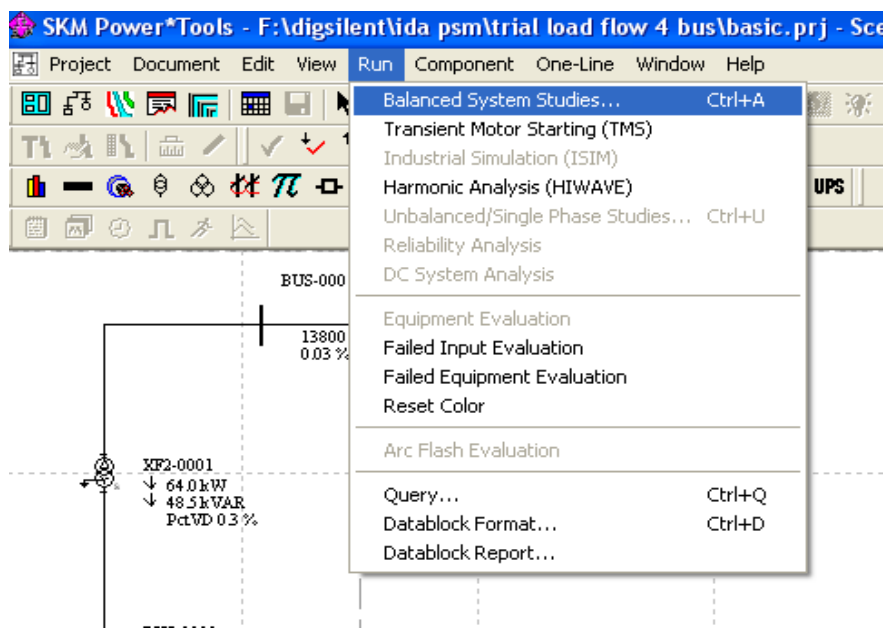 SKM Power*Tools - F:\digsilent\ida psm\trial load flow 4 bus\basic.prj - Sce
Project Document Edit View Run Component One-Line Window Help
Balanced System Studies... Ctrl+A
Transient Motor Starting (TMS)
Industrial Simulation (ISIM)
Harmonic Analysis (HIWAVE)
UPS
Unbalanced/Single Phase Studies... Ctrl+U
Reliability Analysis
DC System Analysis
Equipment Evaluation
Failed Input Evaluation
Failed Equipment Evaluation
Reset Color
Arc Flash Evaluation
Query... Ctrl+Q
Datablock Format... Ctrl+D
Datablock Report...
BUS-000
13800
0.03 %
XF2-0001
64.0 kW
48.5 kVAR
PctVD 0.3 %